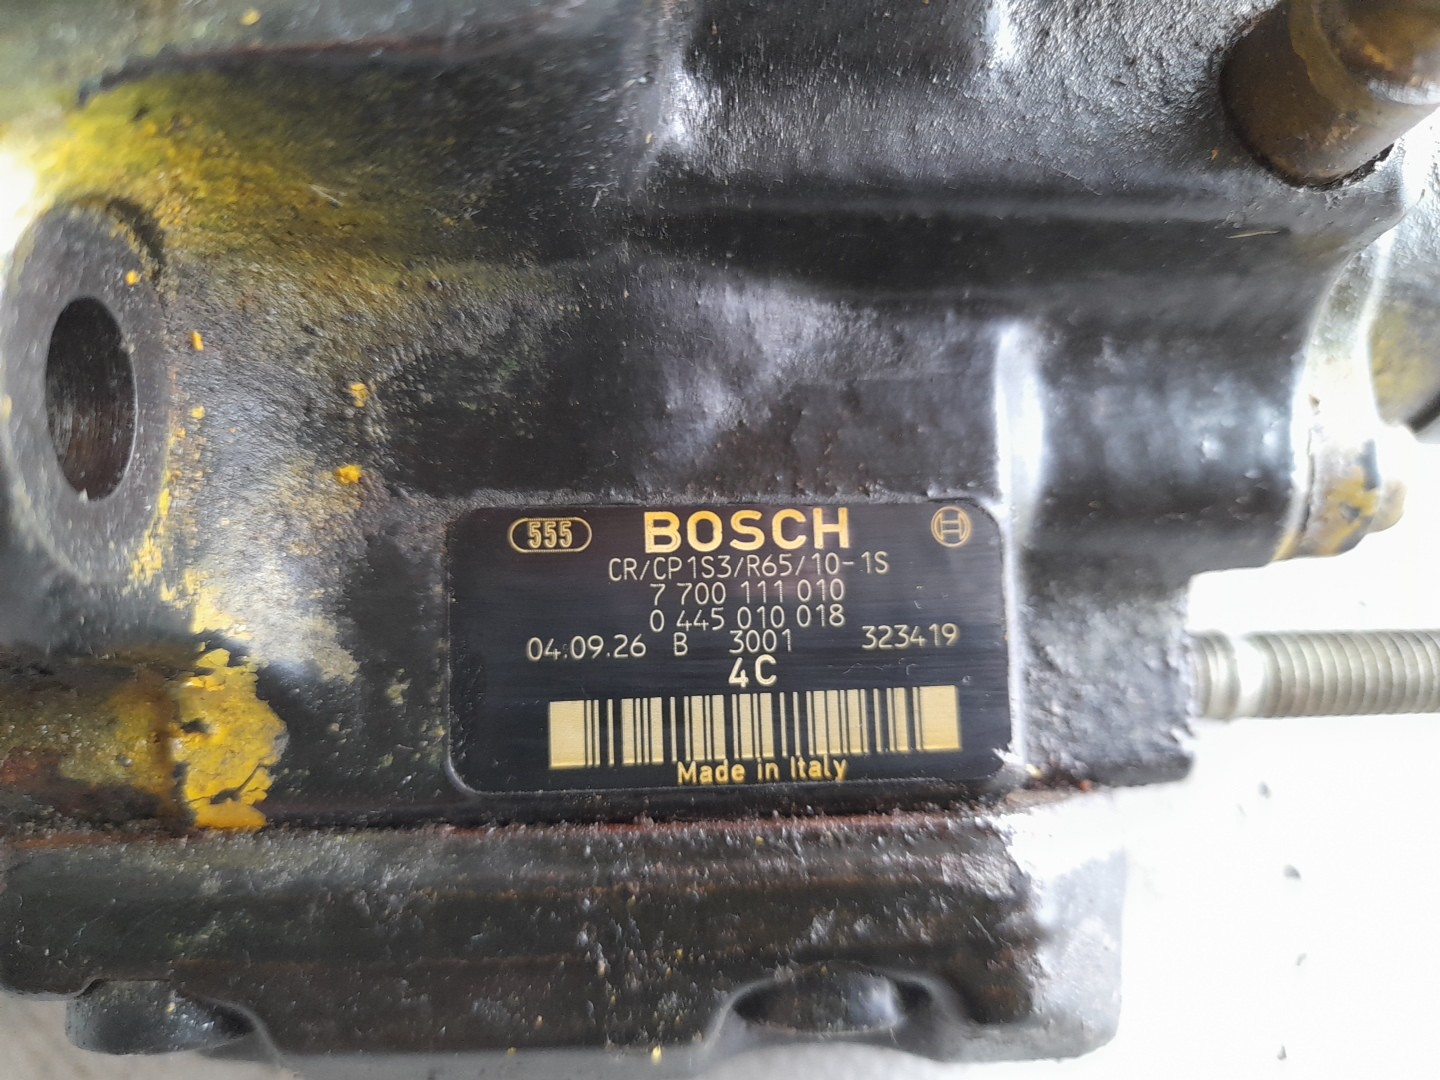 555 BOSCH
CR/CP1S3/R65/10-1S
7 700 111 010
0 445 010 018
04.09.26 B 3001 323419
4C
Made in Italy